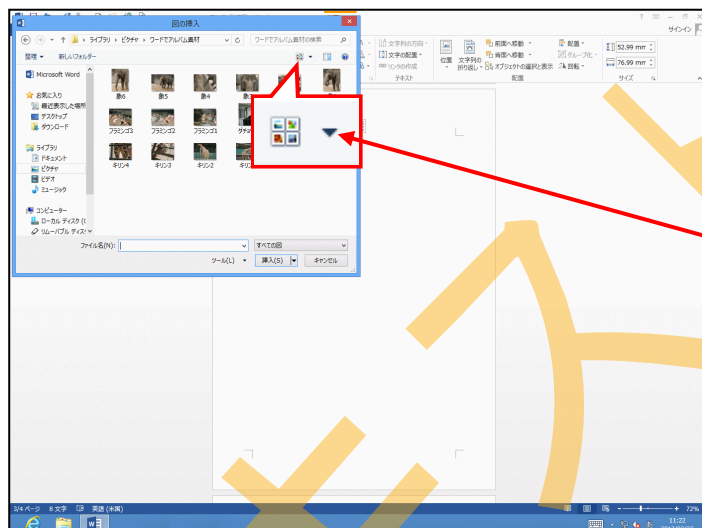 図の挿入
サインイン
ライブラリ ▸ ピクチャ ▸ ワードでアルバム素材
ワードでアルバム素材の検索
整理 ▾ 新しいフォルダー
Microsoft Word
お気に入り
最近表示した場所
デスクトップ
ダウンロード
ライブラリ
ドキュメント
ピクチャ
ビデオ
ミュージック
コンピューター
ローカル ディスク (C
リムーバブル ディスク
象6 象5 象4
フラミンゴ3 フラミンゴ2 フラミンゴ1
キリン4 キリン3 キリン2
ファイル名(N):
すべての図
ツール(L) 挿入(S) キャンセル
文字列の方向
文字の配置
リンクの作成
テキスト
位置 文字列の折り返し
前面へ移動
背面へ移動
オブジェクトの選択と表示
配置
グループ化
回転
配置
52.99 mm
76.99 mm
サイズ
3/4 ページ 8 文字 英語 (米国)
72%
11:22